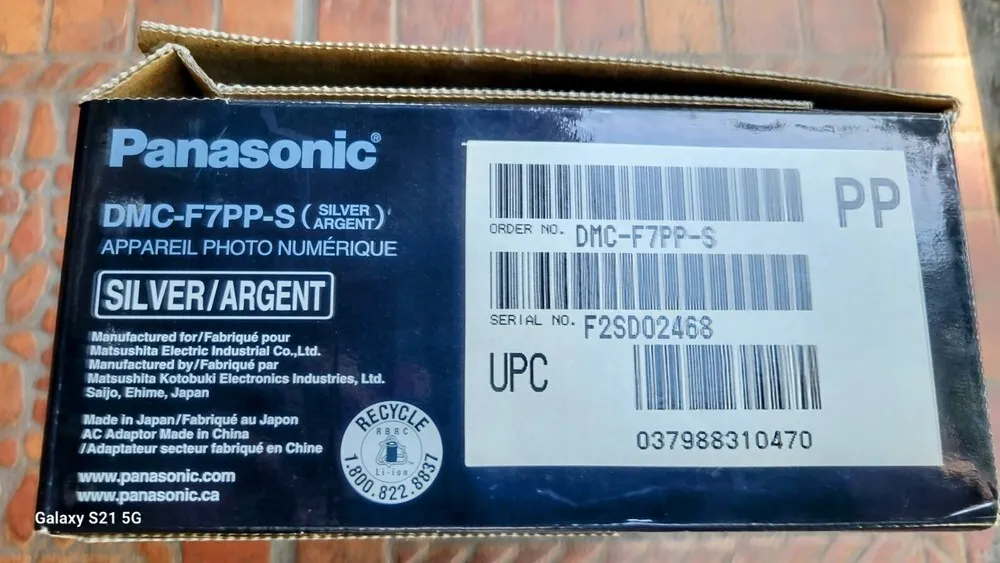 Panasonic®
DMC-F7PP-S (SILVER ARGENT)
APPAREIL PHOTO NUMÉRIQUE
SILVER/ARGENT
Manufactured for/Fabriqué pour
Matsushita Electric Industrial Co.,Ltd.
Manufactured by/Fabriqué par
Matsushita Kotobuki Electronics Industries, Ltd.
Saijo, Ehime, Japan
Made in Japan/Fabriqué au Japon
AC Adaptor Made in China
/Adaptateur secteur fabriqué en Chine
www.panasonic.com
www.panasonic.ca
RECYCLE
RBRC
Li-ion
1.800.822.8837
PP
ORDER NO. DMC-F7PP-S
SERIAL NO. F2SD02468
UPC
037988310470
Galaxy S21 5G